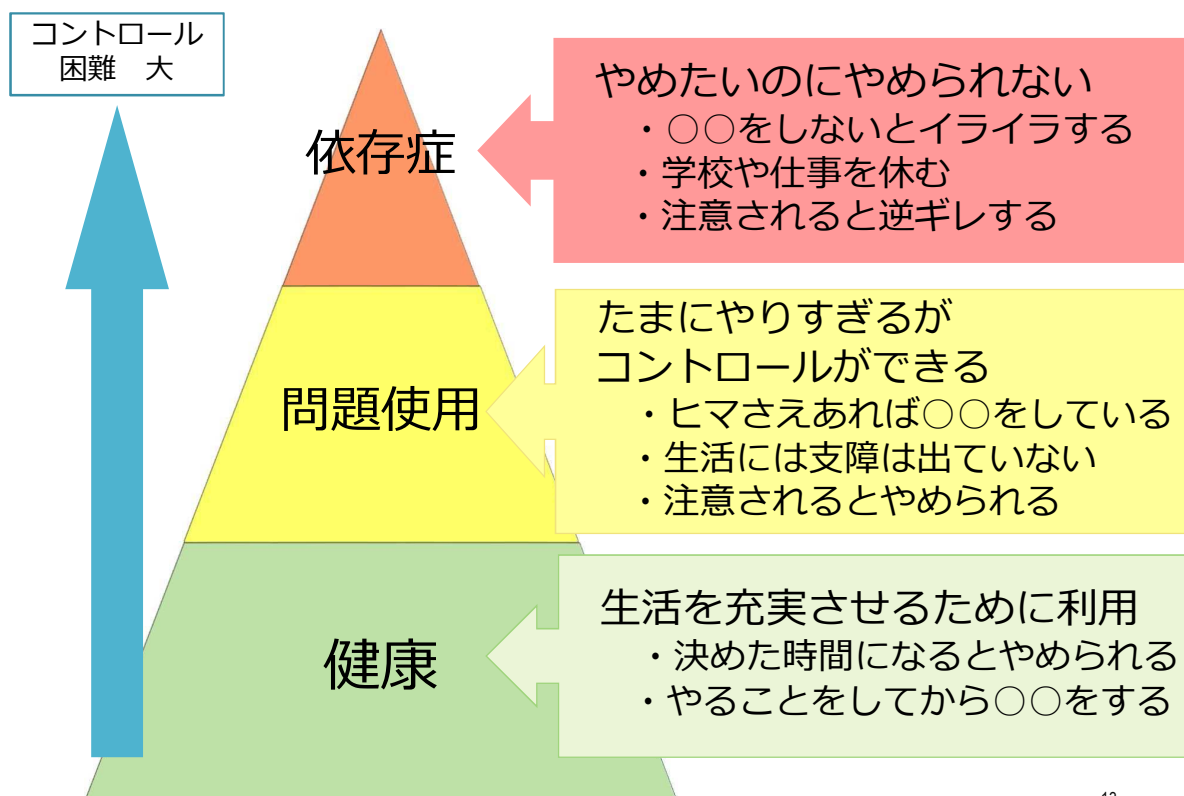 コントロール
困難　大
依存症
やめたいのにやめられない
・○○をしないとイライラする
・学校や仕事を休む
・注意されると逆ギレする
問題使用
たまにやりすぎるが
コントロールができる
・ヒマさえあれば○○をしている
・生活には支障は出ていない
・注意されるとやめられる
健康
生活を充実させるために利用
・決めた時間になるとやめられる
・やることをしてから○○をする